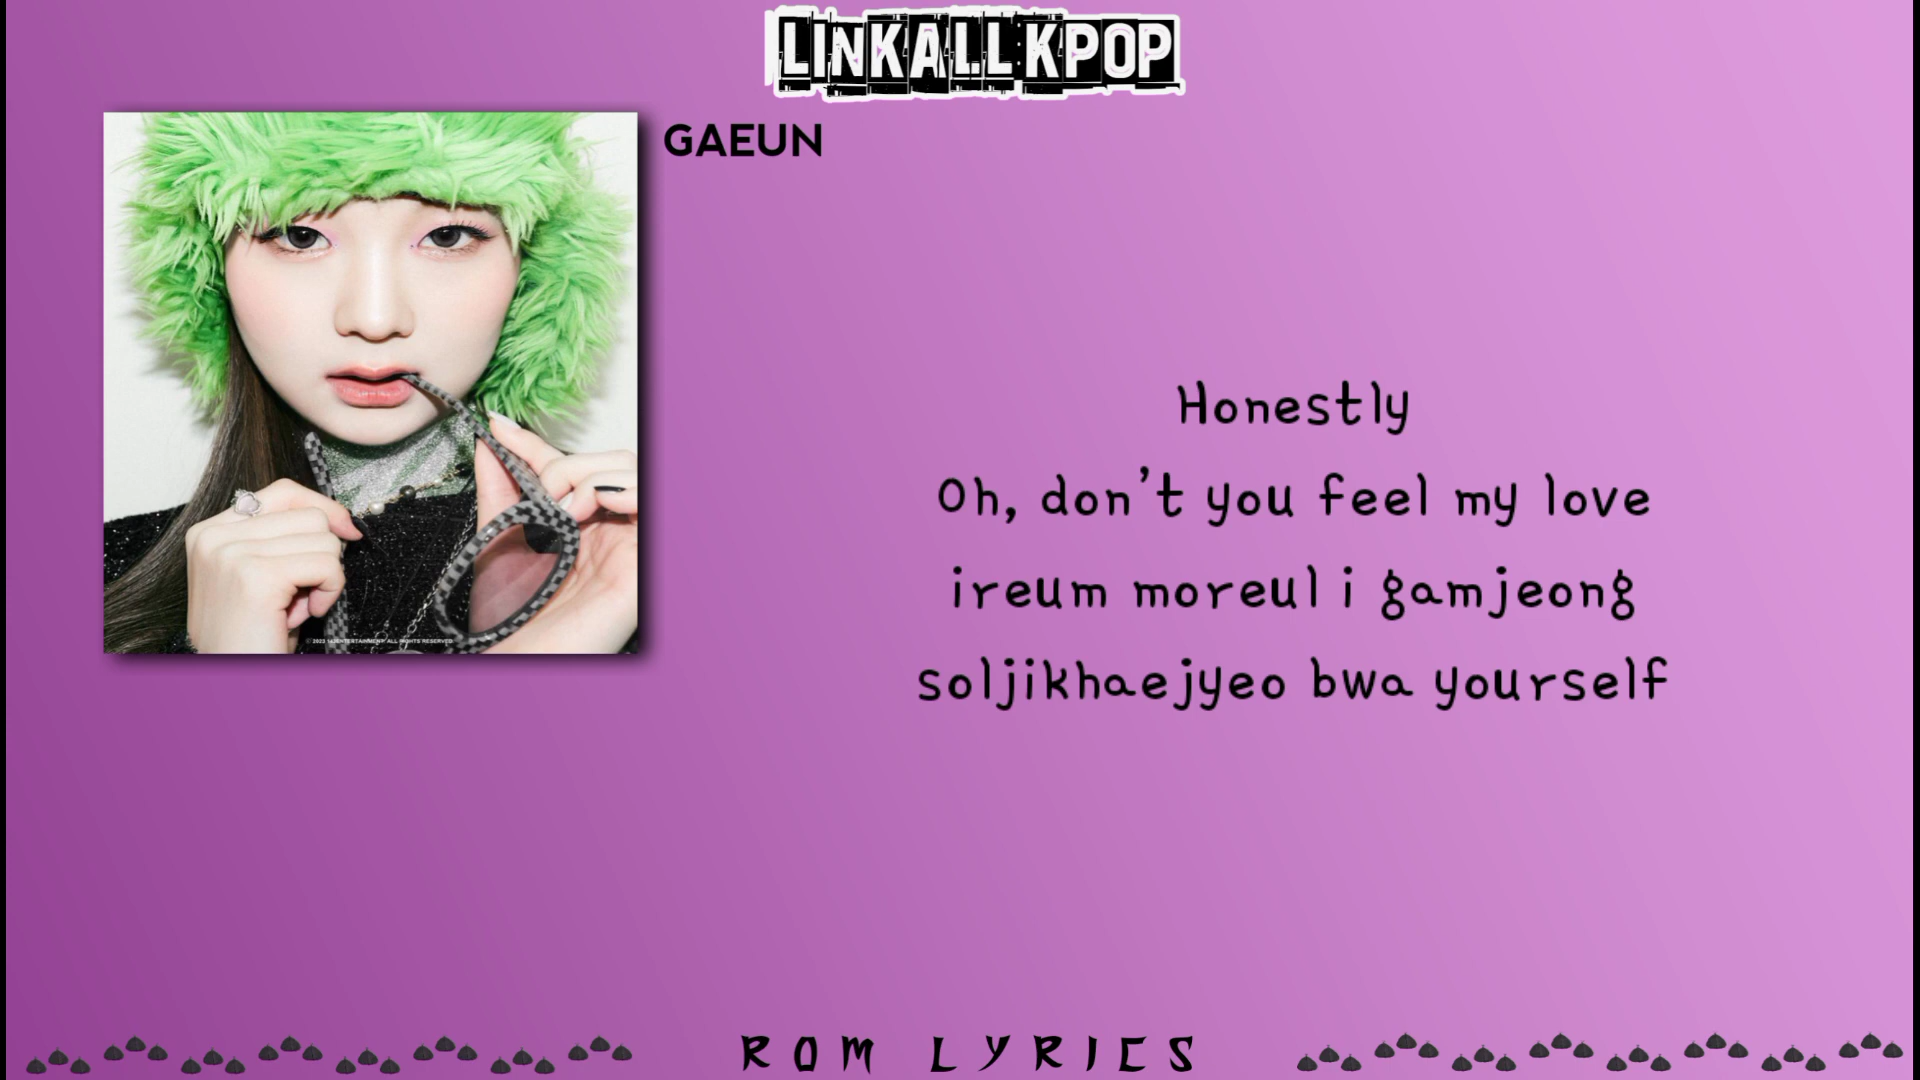 LINKALLKPOP
GAEUN
Honestly
Oh, don't you feel my love
ireum moreul i gamjeong
soljikhaejyeo bwa yourself
ROM LYRICS